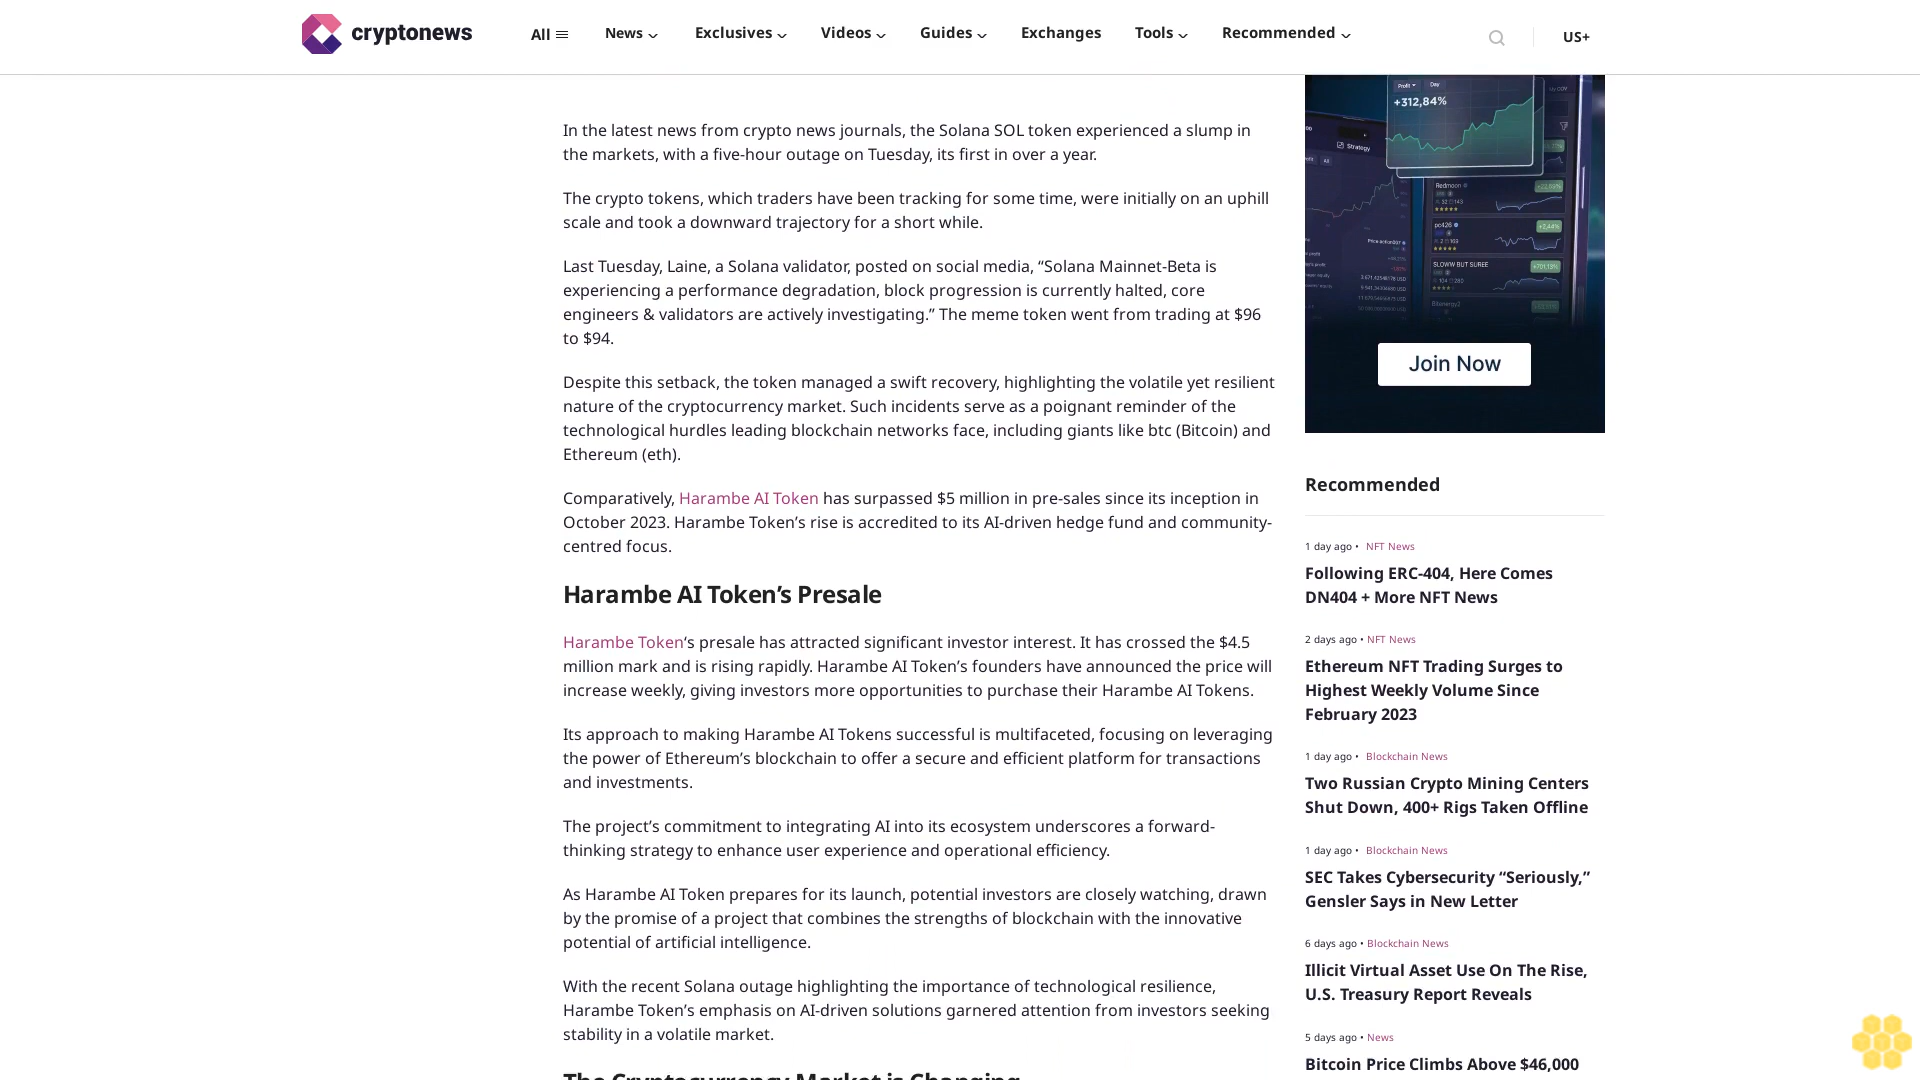 cryptonews
All
News
Exclusives
Videos
Guides
Exchanges
Tools
Recommended
US+
In the latest news from crypto news journals, the Solana SOL token experienced a slump in
the markets, with a five-hour outage on Tuesday, its first in over a year.
The crypto tokens, which traders have been tracking for some time, were initially on an uphill
scale and took a downward trajectory for a short while.
Last Tuesday, Laine, a Solana validator, posted on social media, “Solana Mainnet-Beta is
experiencing a performance degradation, block progression is currently halted, core
engineers & validators are actively investigating.” The meme token went from trading at $96
to $94.
Despite this setback, the token managed a swift recovery, highlighting the volatile yet resilient
nature of the cryptocurrency market. Such incidents serve as a poignant reminder of the
technological hurdles leading blockchain networks face, including giants like btc (Bitcoin) and
Ethereum (eth).
Comparatively, Harambe AI Token has surpassed $5 million in pre-sales since its inception in
October 2023. Harambe Token’s rise is accredited to its AI-driven hedge fund and community-
centred focus.
Harambe AI Token’s Presale
Harambe Token‘s presale has attracted significant investor interest. It has crossed the $4.5
million mark and is rising rapidly. Harambe AI Token’s founders have announced the price will
increase weekly, giving investors more opportunities to purchase their Harambe AI Tokens.
Its approach to making Harambe AI Tokens successful is multifaceted, focusing on leveraging
the power of Ethereum’s blockchain to offer a secure and efficient platform for transactions
and investments.
The project’s commitment to integrating AI into its ecosystem underscores a forward-
thinking strategy to enhance user experience and operational efficiency.
As Harambe AI Token prepares for its launch, potential investors are closely watching, drawn
by the promise of a project that combines the strengths of blockchain with the innovative
potential of artificial intelligence.
With the recent Solana outage highlighting the importance of technological resilience,
Harambe Token’s emphasis on AI-driven solutions garnered attention from investors seeking
stability in a volatile market.
The Cryptocurrency Market is Changing
Profit
Day
+312,84%
Strategy
All
Redmoon
pc426
+2,44%
SLOWW BUT SUREE
+701,13%
Join Now
Recommended
1 day ago • NFT News
Following ERC-404, Here Comes
DN404 + More NFT News
2 days ago • NFT News
Ethereum NFT Trading Surges to
Highest Weekly Volume Since
February 2023
1 day ago • Blockchain News
Two Russian Crypto Mining Centers
Shut Down, 400+ Rigs Taken Offline
1 day ago • Blockchain News
SEC Takes Cybersecurity “Seriously,”
Gensler Says in New Letter
6 days ago • Blockchain News
Illicit Virtual Asset Use On The Rise,
U.S. Treasury Report Reveals
5 days ago • News
Bitcoin Price Climbs Above $46,000